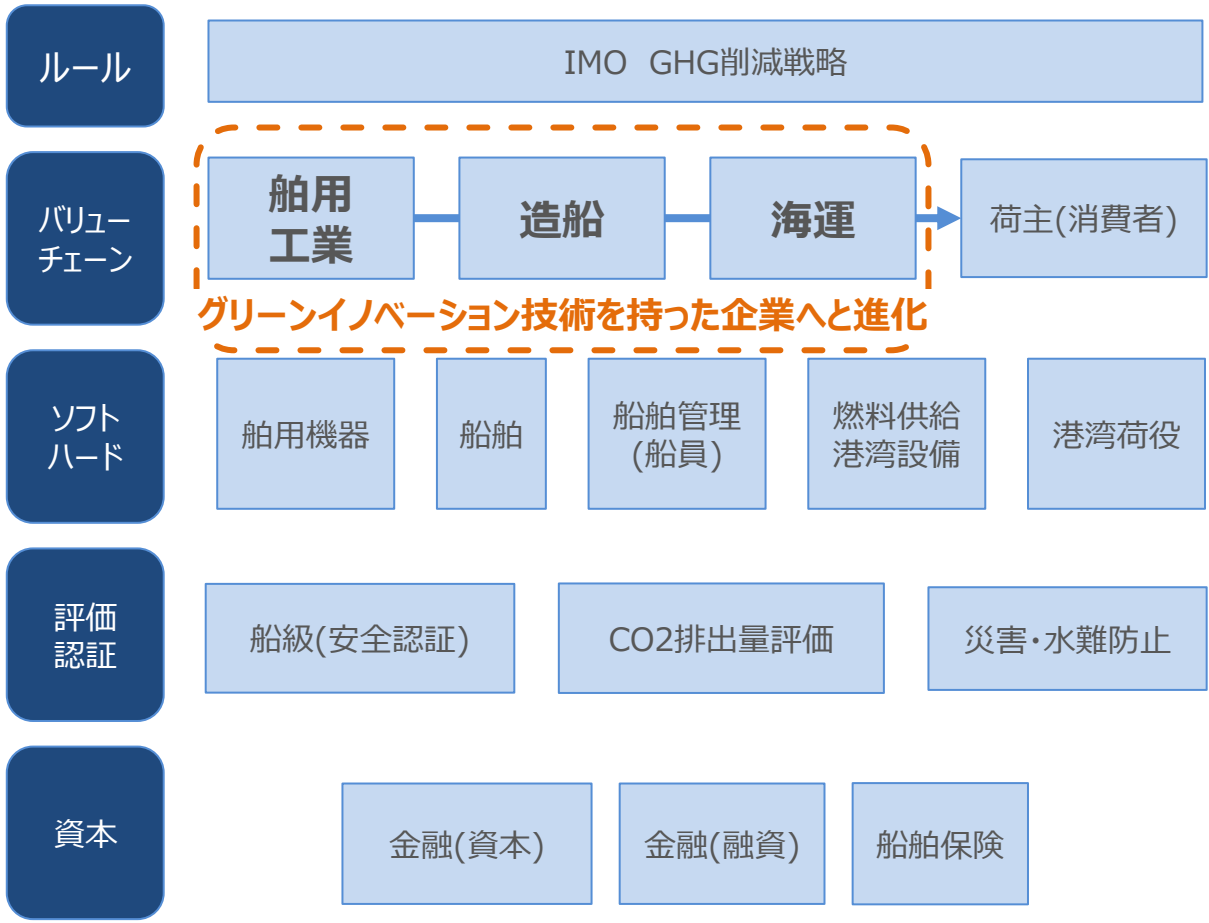 ルール
IMO　GHG削減戦略
バリュー
チェーン
舶用
工業
造船
海運
荷主(消費者)
グリーンイノベーション技術を持った企業へと進化
ソフト
ハード
舶用機器
船舶
船舶管理
(船員)
燃料供給
港湾設備
港湾荷役
評価
認証
船級(安全認証)
CO2排出量評価
災害・水難防止
資本
金融(資本)
金融(融資)
船舶保険